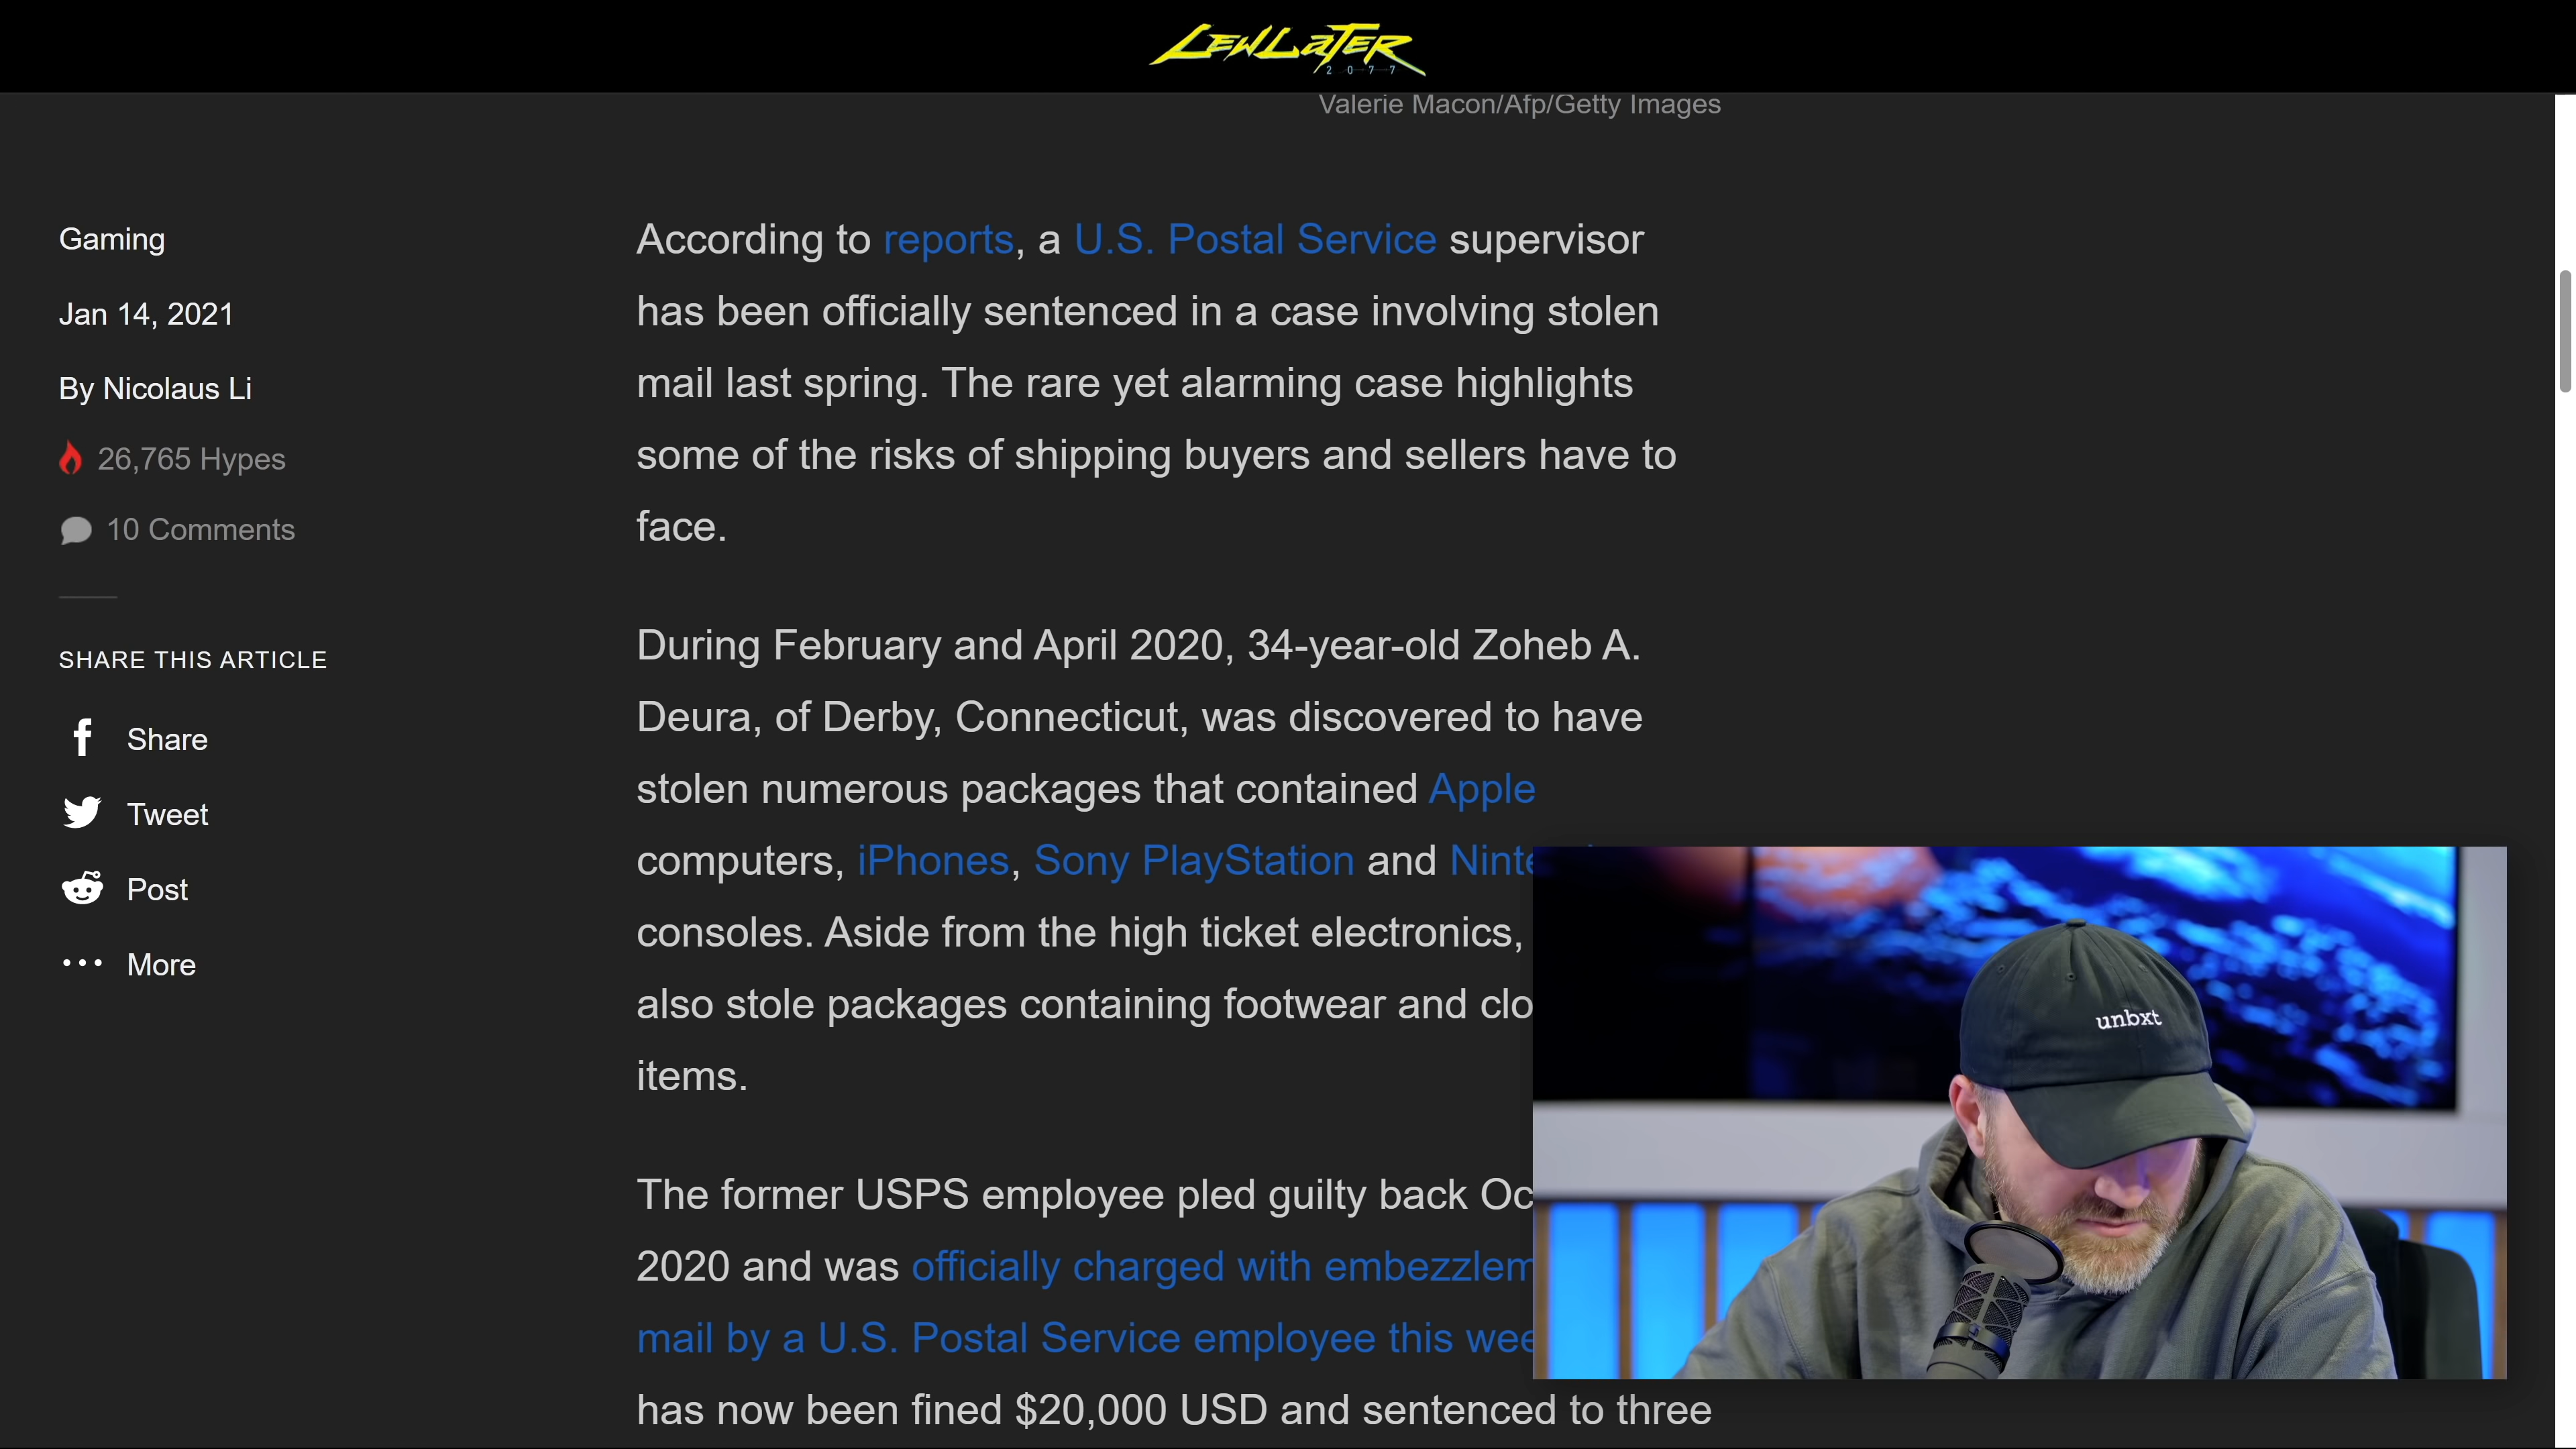 LEWLATER
2077
Valerie Macon/Afp/Getty Images
Gaming
Jan 14, 2021
By Nicolaus Li
26,765 Hypes
10 Comments
SHARE THIS ARTICLE
Share
Tweet
Post
More
According to reports, a U.S. Postal Service supervisor
has been officially sentenced in a case involving stolen
mail last spring. The rare yet alarming case highlights
some of the risks of shipping buyers and sellers have to
face.
During February and April 2020, 34-year-old Zoheb A.
Deura, of Derby, Connecticut, was discovered to have
stolen numerous packages that contained Apple
computers, iPhones, Sony PlayStation and
consoles. Aside from the high ticket electronics,
also stole packages containing footwear and
items.
The former USPS employee pled guilty back
2020 and was officially charged with
mail by a U.S. Postal Service employee this
has now been fined $20,000 USD and sentenced to three
unbxt